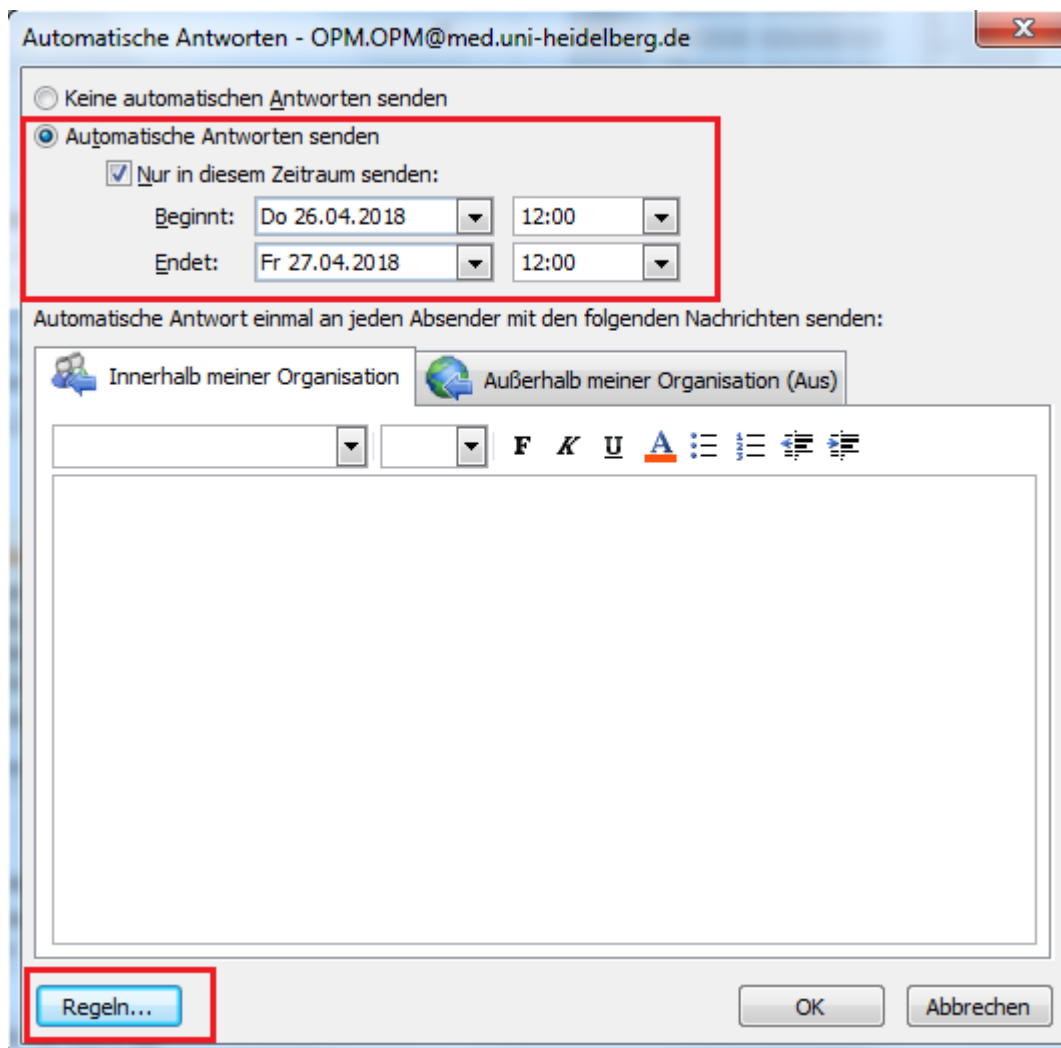 Automatische Antworten - OPM.OPM@med.uni-heidelberg.de
Keine automatischen Antworten senden
Automatische Antworten senden
Nur in diesem Zeitraum senden:
Beginnt: Do 26.04.2018 12:00
Endet: Fr 27.04.2018 12:00
Automatische Antwort einmal an jeden Absender mit den folgenden Nachrichten senden:
Innerhalb meiner Organisation Außerhalb meiner Organisation (Aus)
F K U A
Regeln... OK Abbrechen